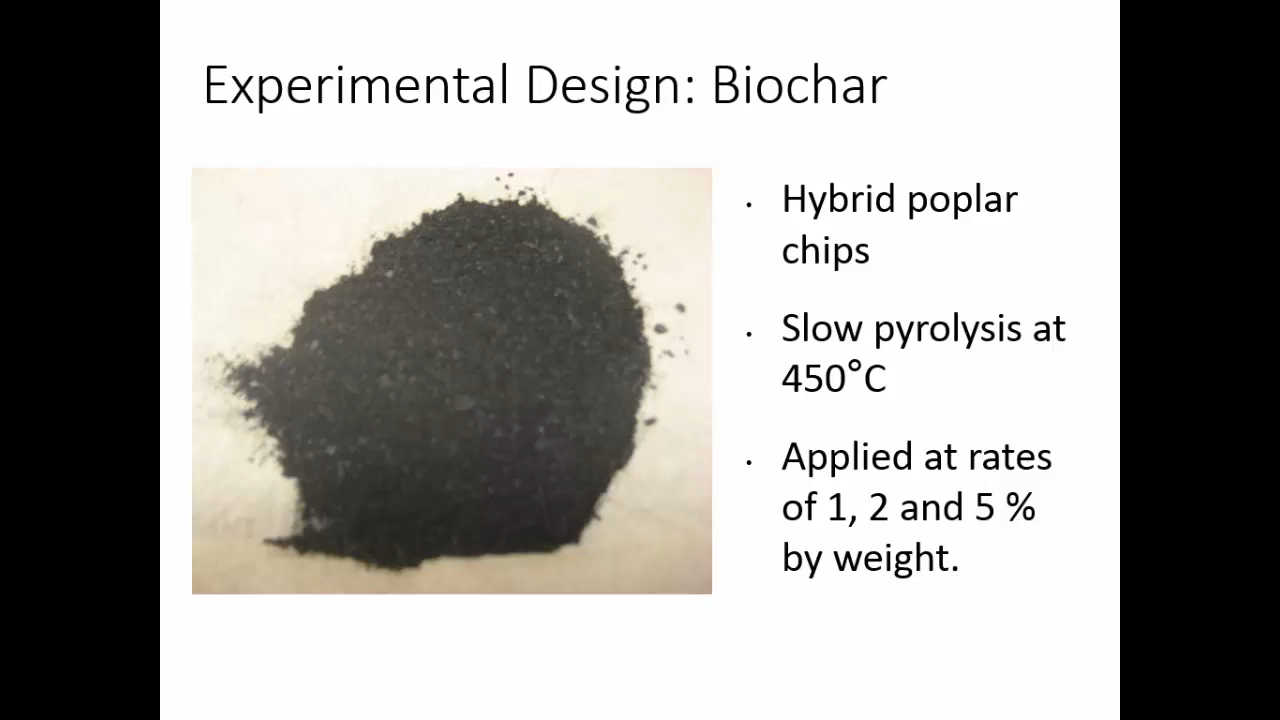 Experimental Design: Biochar
• Hybrid poplar
chips
• Slow pyrolysis at
450°C
• Applied at rates
of 1, 2 and 5 %
by weight.